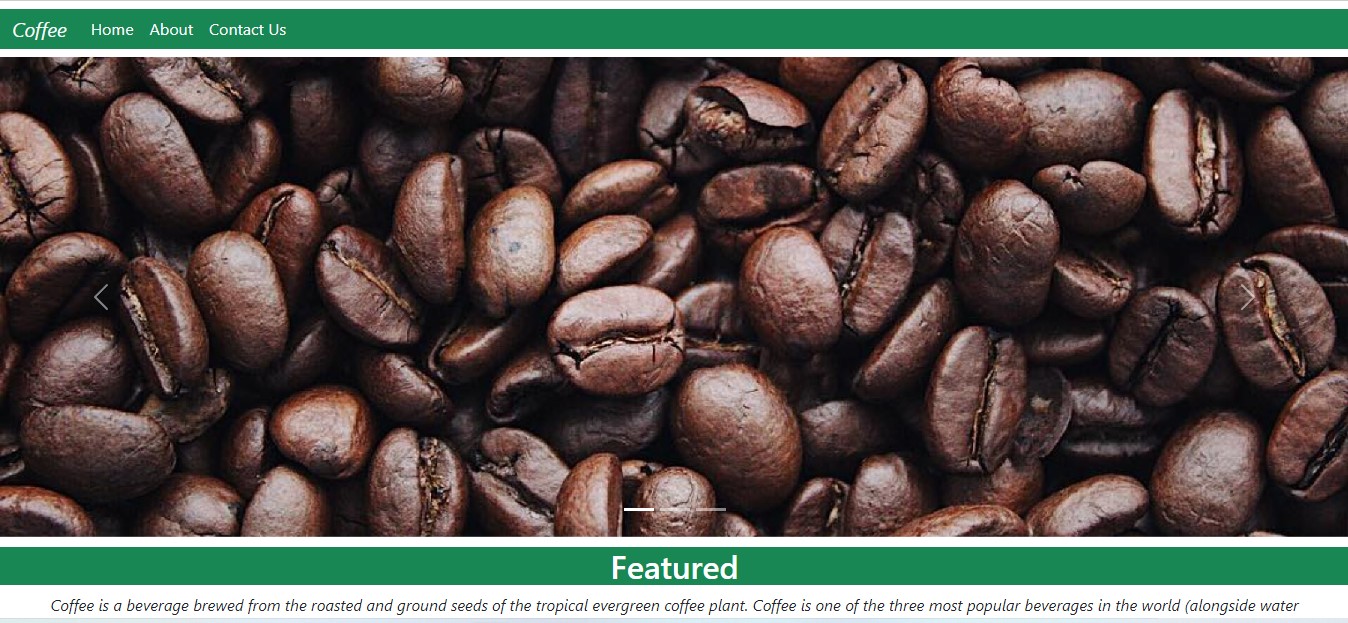 Coffee Home About Contact Us
Featured
Coffee is a beverage brewed from the roasted and ground seeds of the tropical evergreen coffee plant. Coffee is one of the three most popular beverages in the world (alongside water